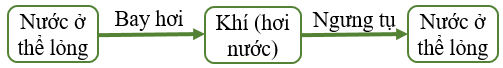 Nước ở
thể lỏng
Bay hơi
Khí (hơi
nước)
Ngưng tụ
Nước ở
thể lỏng